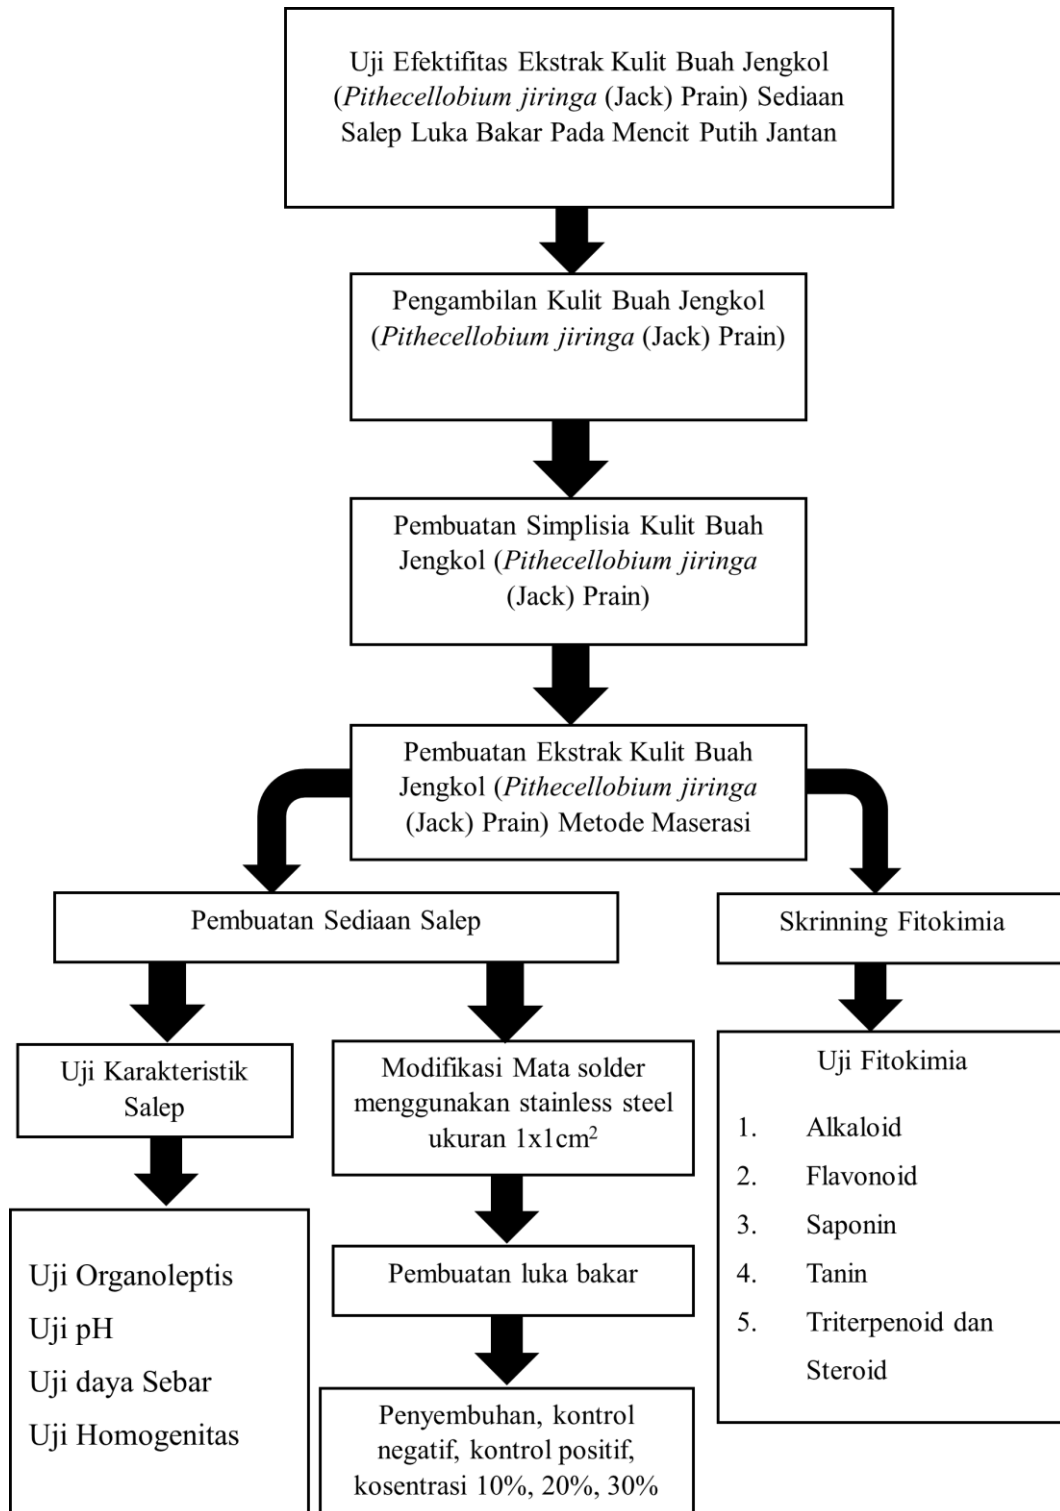 Uji Efektifitas Ekstrak Kulit Buah Jengkol
(Pithecellobium jiringa (Jack) Prain) Sediaan
Salep Luka Bakar Pada Mencit Putih Jantan
Pengambilan Kulit Buah Jengkol
(Pithecellobium jiringa (Jack) Prain)
Pembuatan Simplisia Kulit Buah
Jengkol (Pithecellobium jiringa
(Jack) Prain)
Pembuatan Ekstrak Kulit Buah
Jengkol (Pithecellobium jiringa
(Jack) Prain) Metode Maserasi
Pembuatan Sediaan Salep
Skrinning Fitokimia
Uji Karakteristik
Salep
Modifikasi Mata solder
menggunakan stainless steel
ukuran 1x1cm²
Uji Fitokimia
1. Alkaloid
2. Flavonoid
3. Saponin
4. Tanin
5. Triterpenoid dan
Steroid
Uji Organoleptis
Uji pH
Uji daya Sebar
Uji Homogenitas
Pembuatan luka bakar
Penyembuhan, kontrol
negatif, kontrol positif,
kosentrasi 10%, 20%, 30%